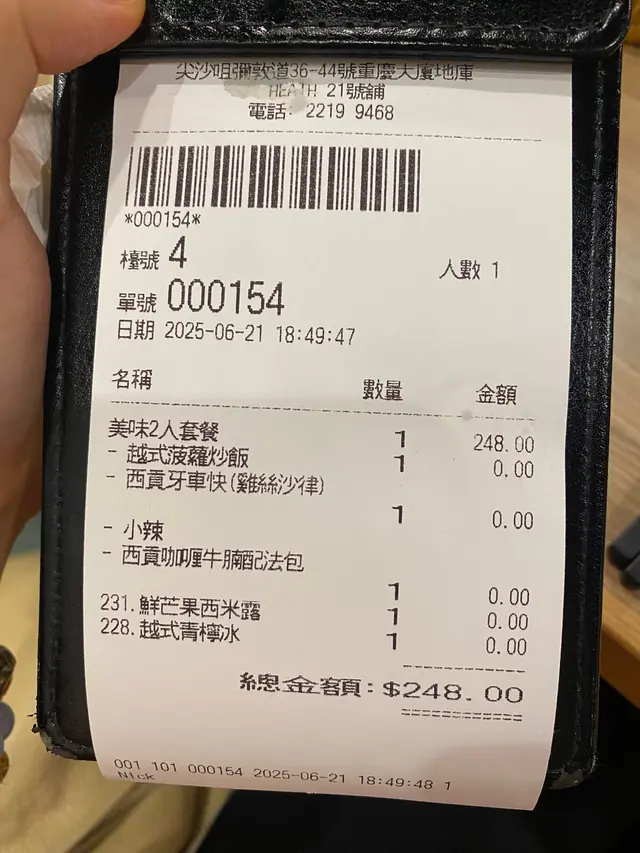 尖沙咀彌敦道36-44號重慶大廈地庫
HEATH 21號舖
電話: 2219 9468
*000154*
檯號 4
人數 1
單號 000154
日期 2025-06-21 18:49:47
名稱 數量 金額
美味2人套餐 1 248.00
- 越式菠蘿炒飯 1 0.00
- 西貢牙車快(雞絲沙律)
1 0.00
- 小辣
- 西貢咖喱牛腩配法包
1 0.00
231.鮮芒果西米露 1 0.00
228.越式青檸冰 1 0.00
總金額:$248.00
001 101 000154 2025-06-21 18:49:48 1
Nick